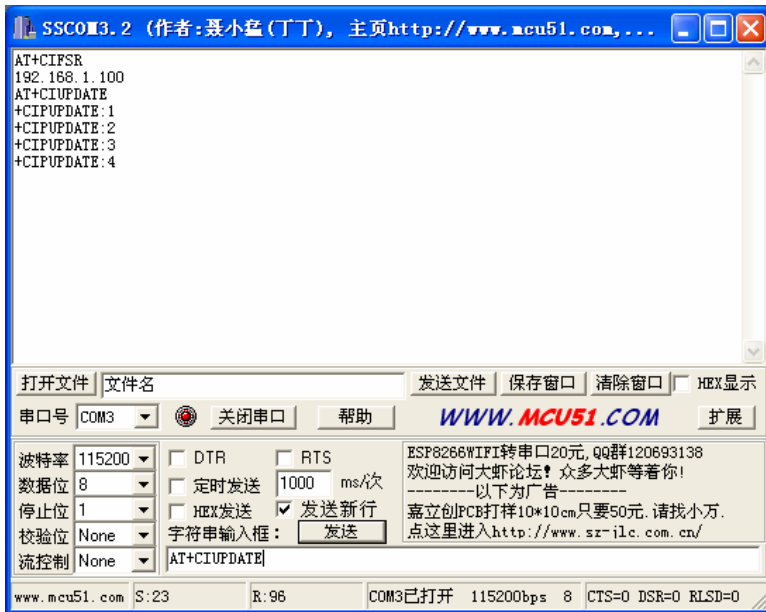 SSCOM3.2 (作者:聂小猛(丁丁), 主页http://www.mcu51.com,...
AT+CIFSR
192.168.1.100
AT+CIUPDATE
+CIPUPDATE:1
+CIPUPDATE:2
+CIPUPDATE:3
+CIPUPDATE:4
打开文件 文件名 发送文件 保存窗口 清除窗口 HEX显示
串口号 COM3 关闭串口 帮助 WWW.MCU51.COM 扩展
波特率 115200 DTR RTS
数据位 8 定时发送 1000 ms/次
停止位 1 HEX发送 发送新行
校验位 None 字符串输入框: 发送
流控制 None AT+CIUPDATE
ESP8266WIFI转串口20元,QQ群120693138
欢迎访问大虾论坛! 众多大虾等着你!
--------以下为广告--------
嘉立创PCB打样10*10cm只要50元.请找小万.
点这里进入http://www.sz-jlc.com.cn/
www.mcu51.com S:23 R:96 COM3已打开 115200bps 8 CTS=0 DSR=0 RLSD=0